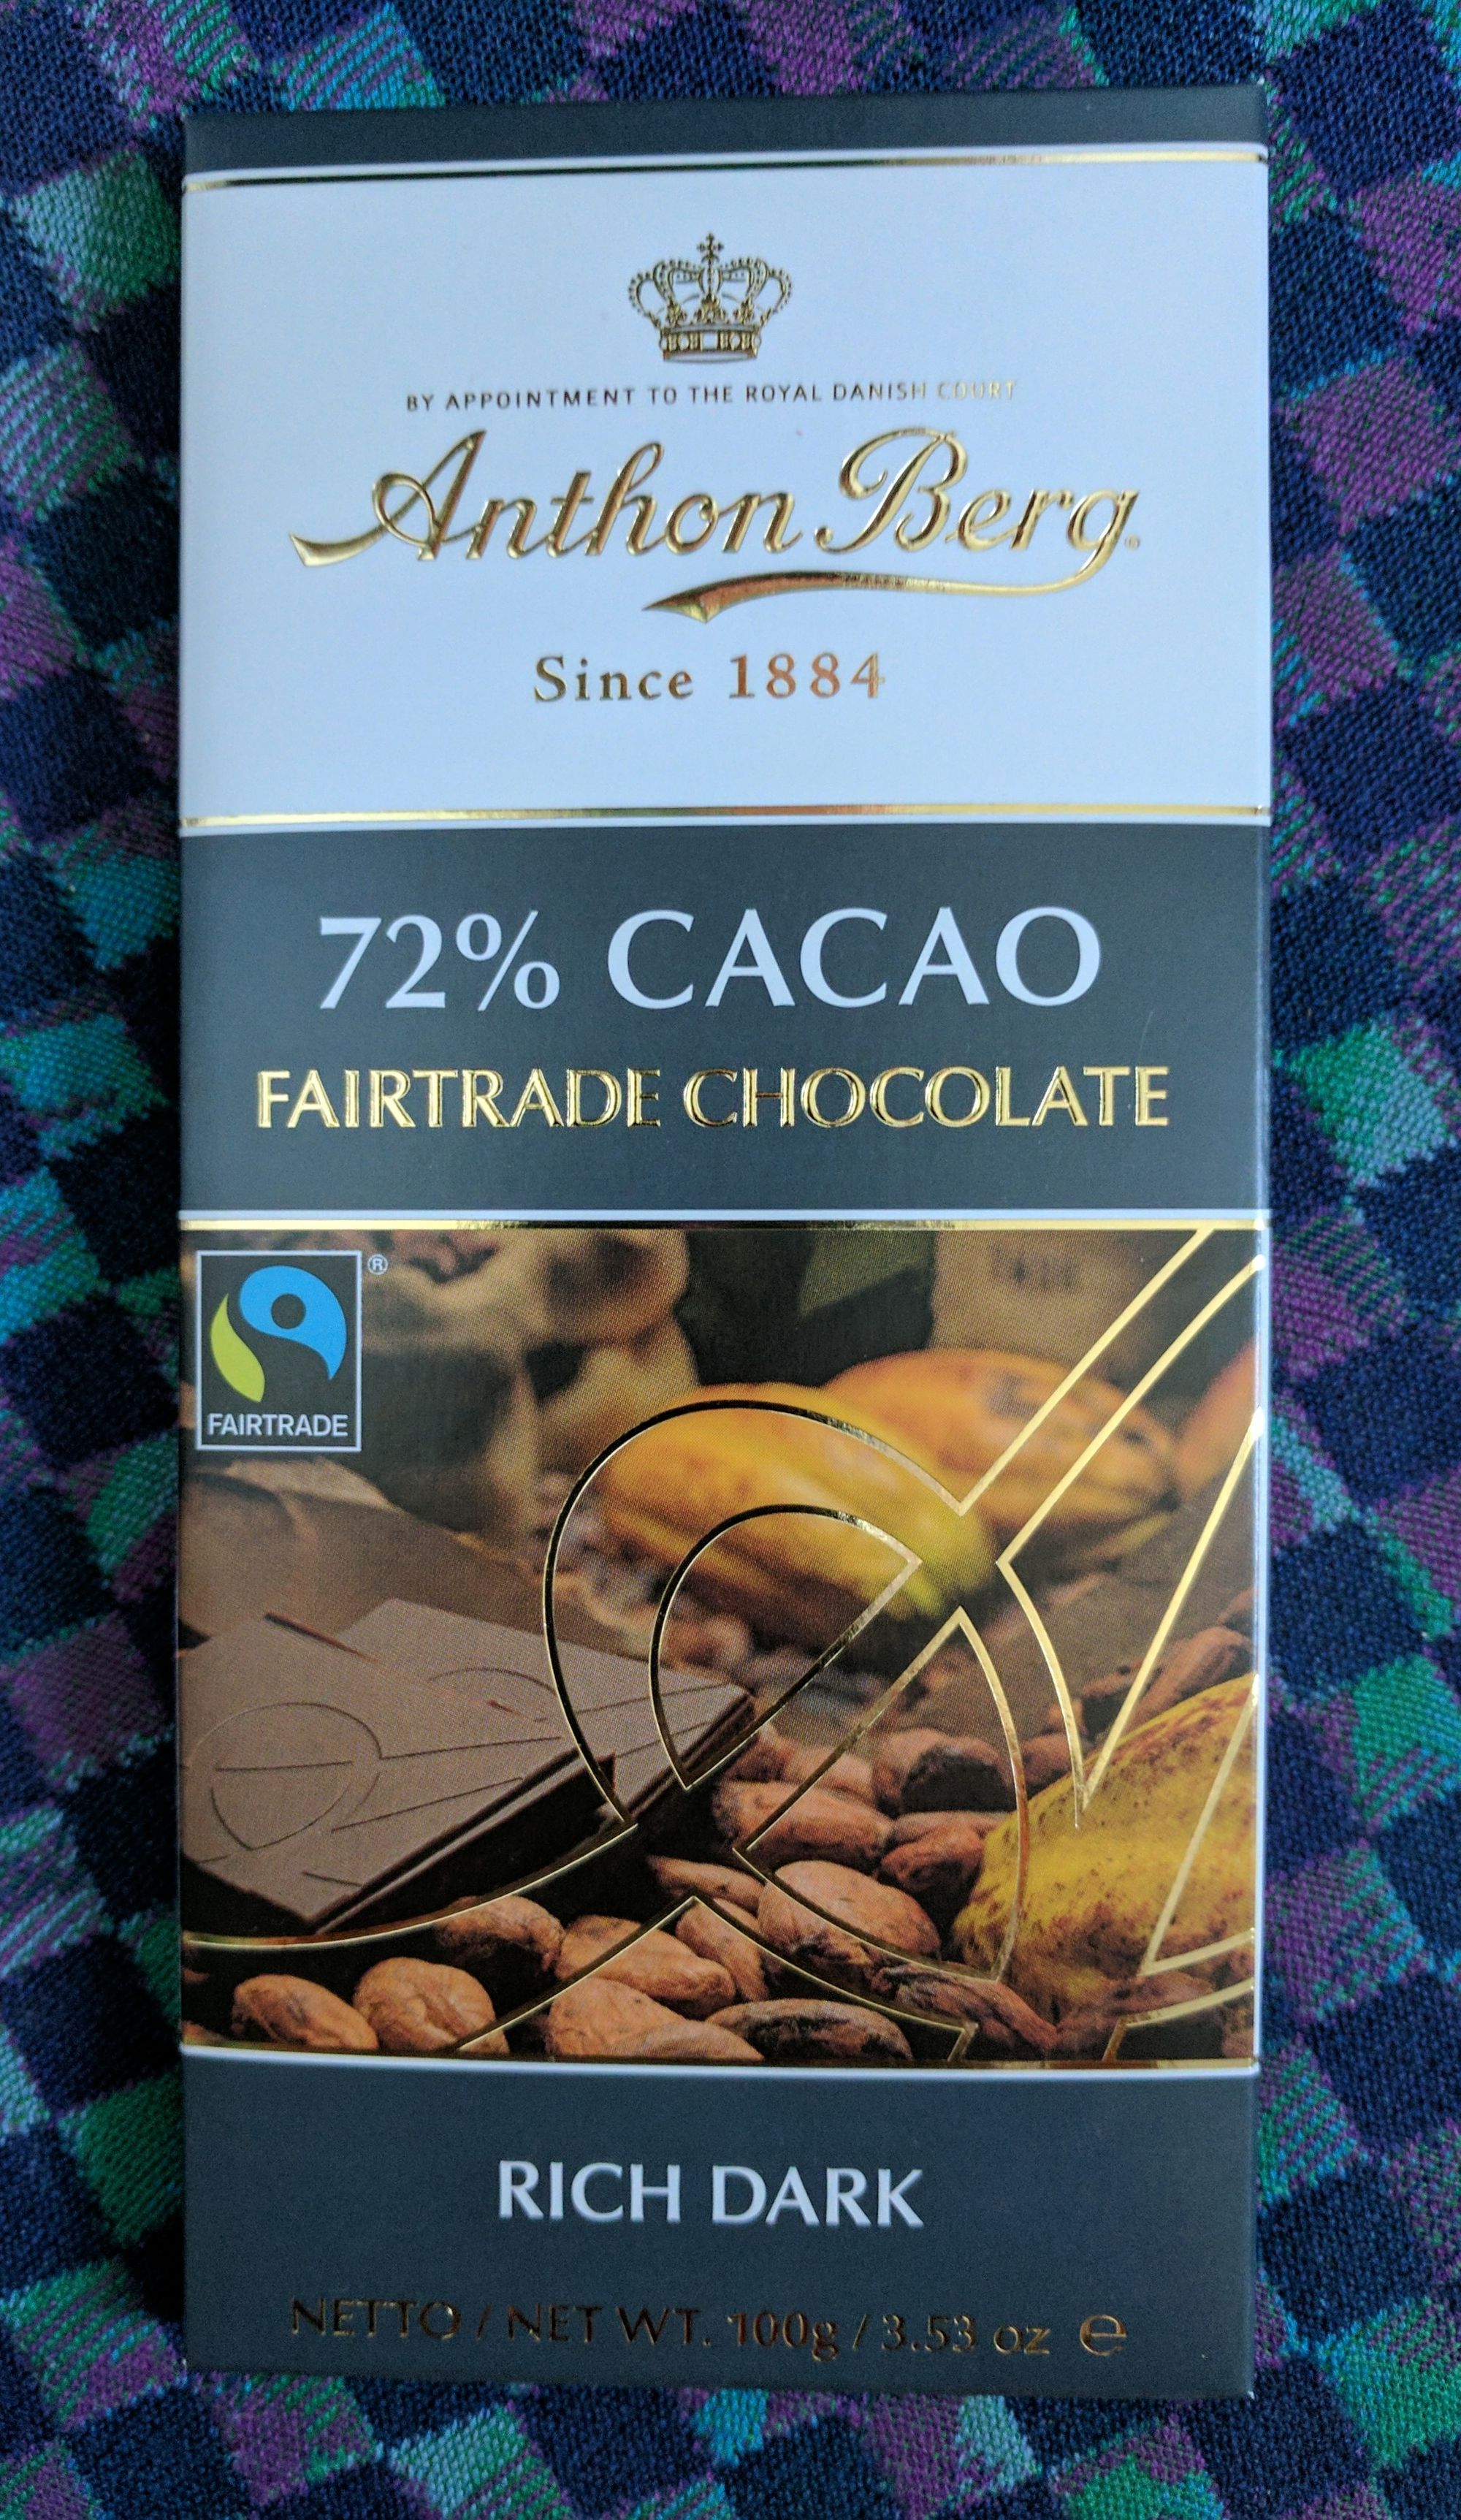 BY APPOINTMENT TO THE ROYAL DANISH COURT
Anthon Berg®
Since 1884
72% CACAO
FAIRTRADE CHOCOLATE
®
FAIRTRADE
RICH DARK
NETTO / NET WT. 100g / 3.53 oz ℮